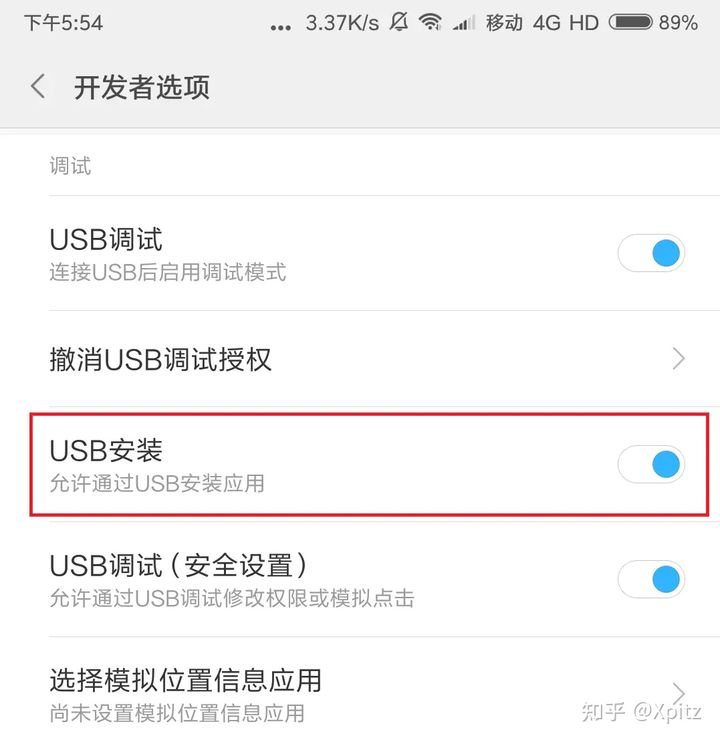 下午5:54 ... 3.37K/s 移动 4G HD 89%
开发者选项
调试
USB调试
连接USB后启用调试模式
撤消USB调试授权
USB安装
允许通过USB安装应用
USB调试（安全设置）
允许通过USB调试修改权限或模拟点击
选择模拟位置信息应用
尚未设置模拟位置信息应用
知乎 @Xpitz